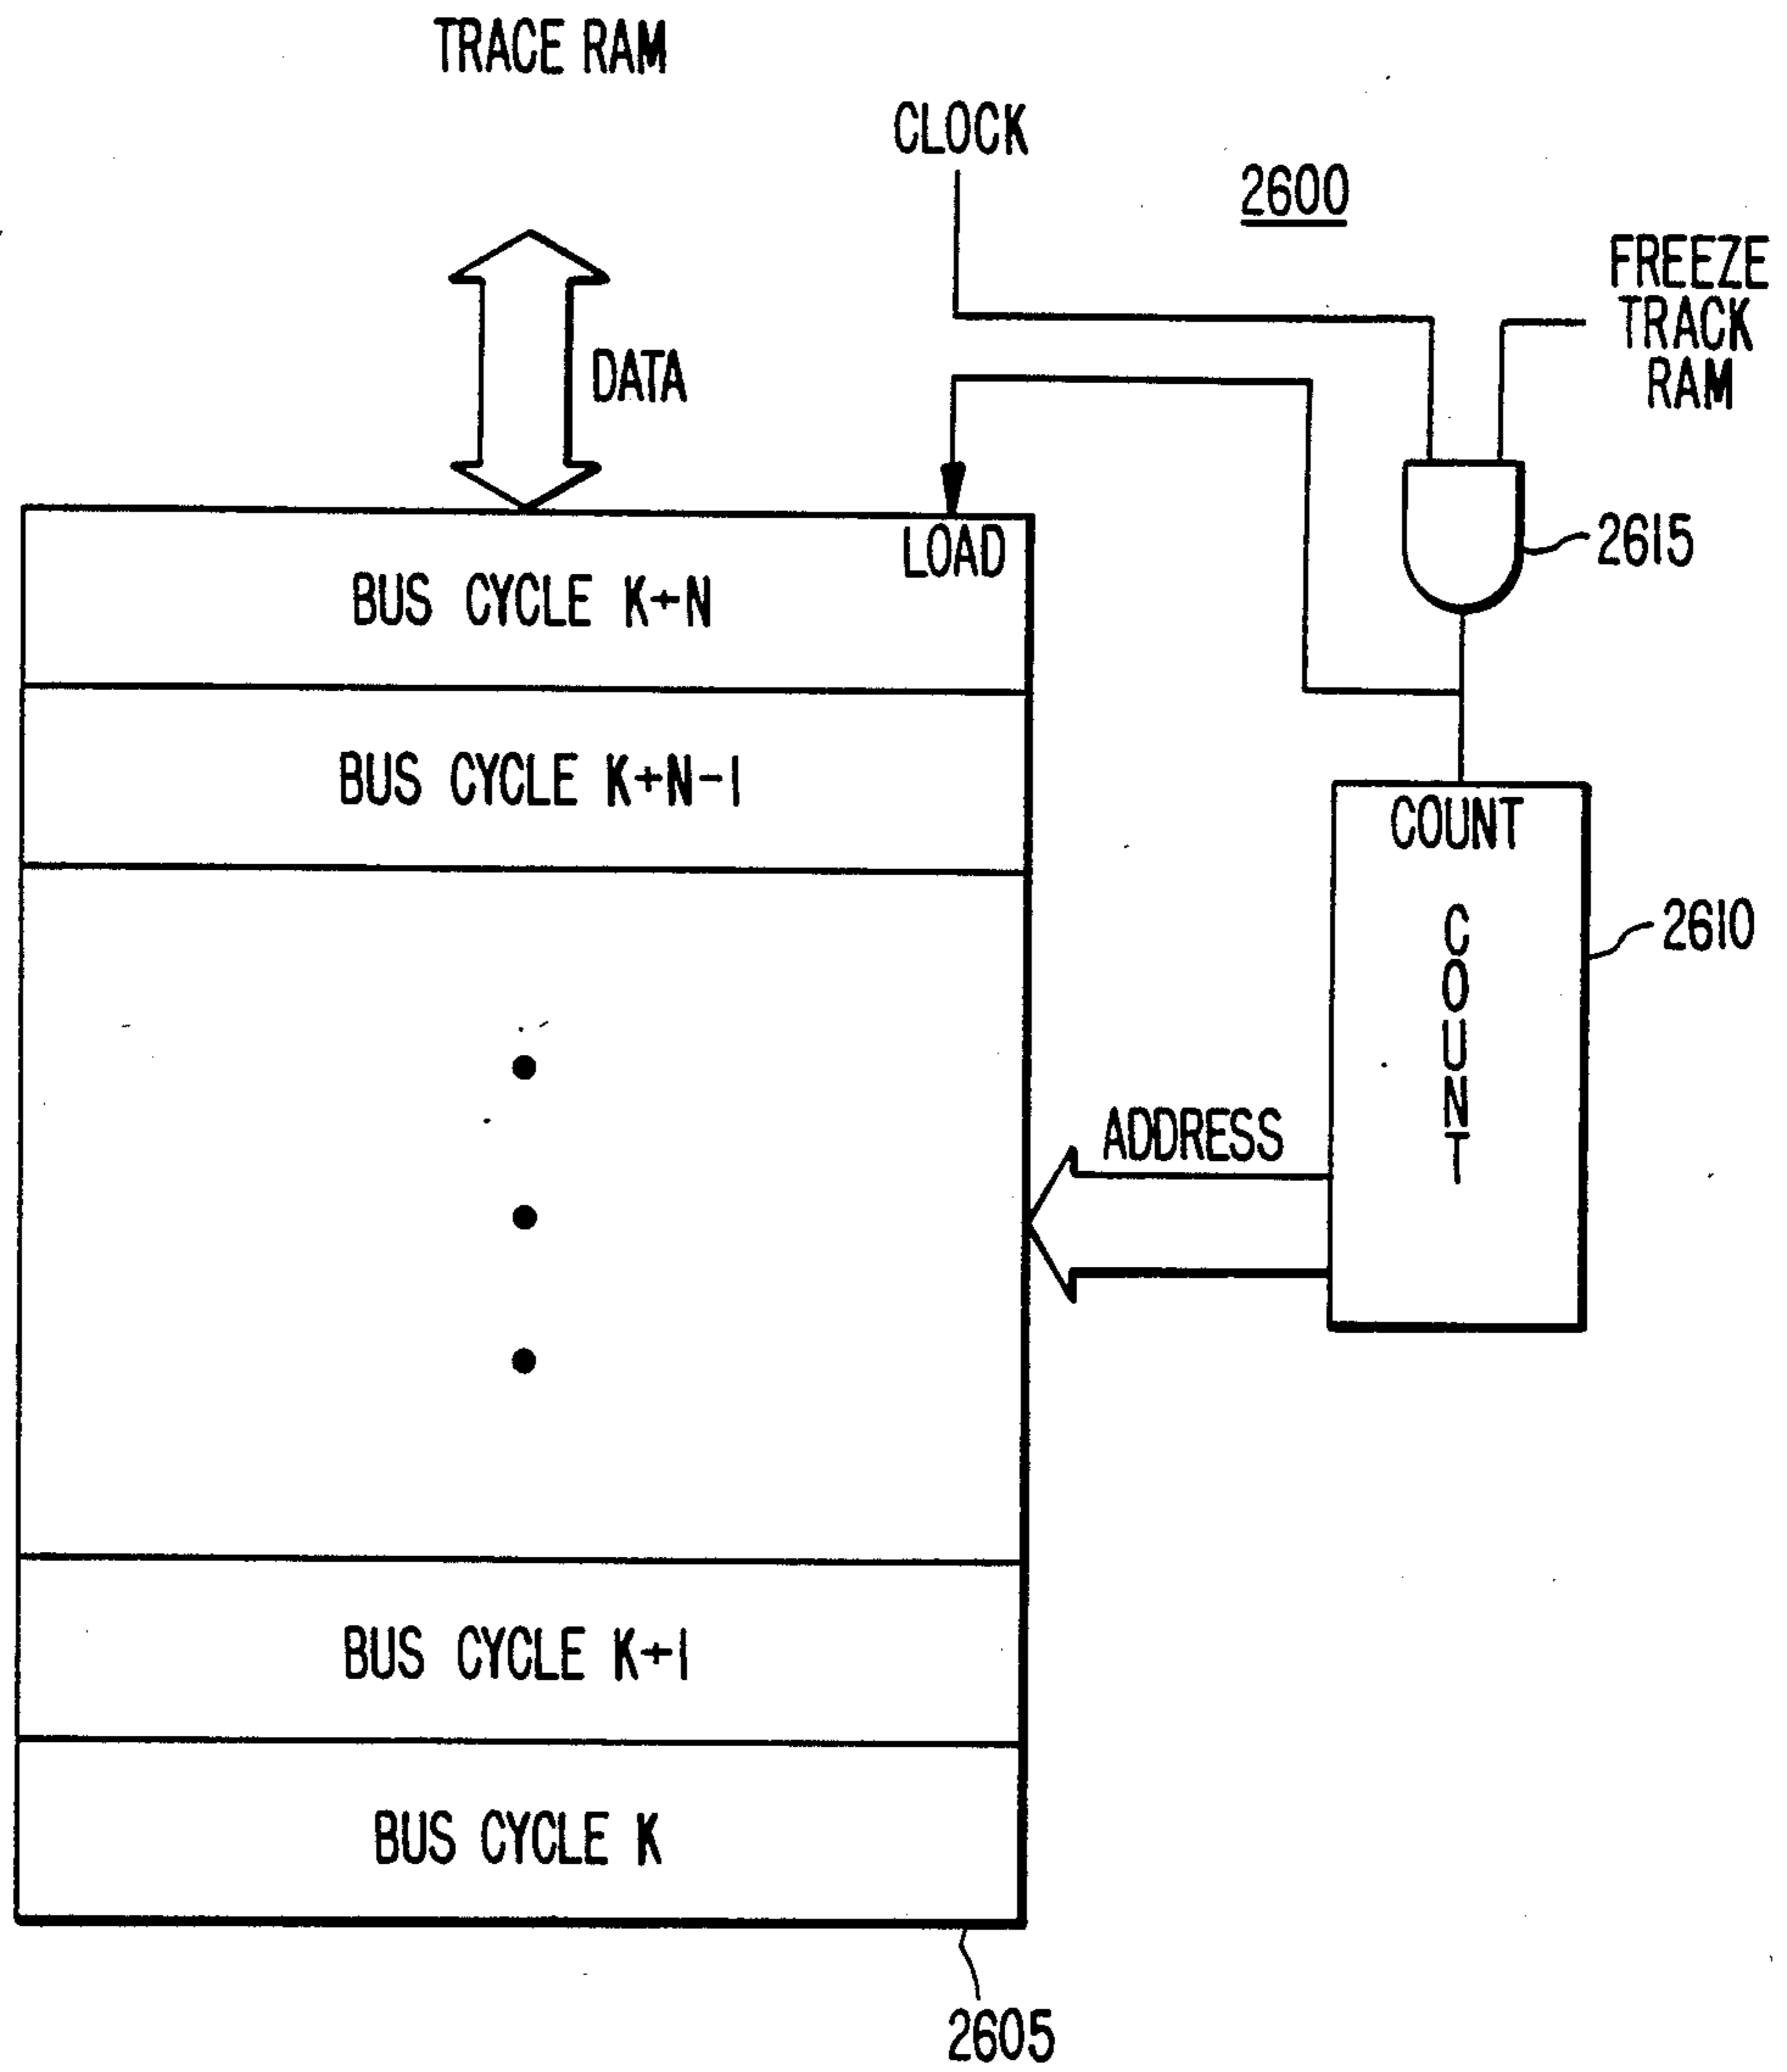 TRACE RAM
CLOCK
2600
FREEZE
TRACK
RAM
DATA
LOAD
2615
BUS CYCLE K+N
BUS CYCLE K+N-1
COUNT
COUNT
2610
ADDRESS
BUS CYCLE K+1
BUS CYCLE K
2605